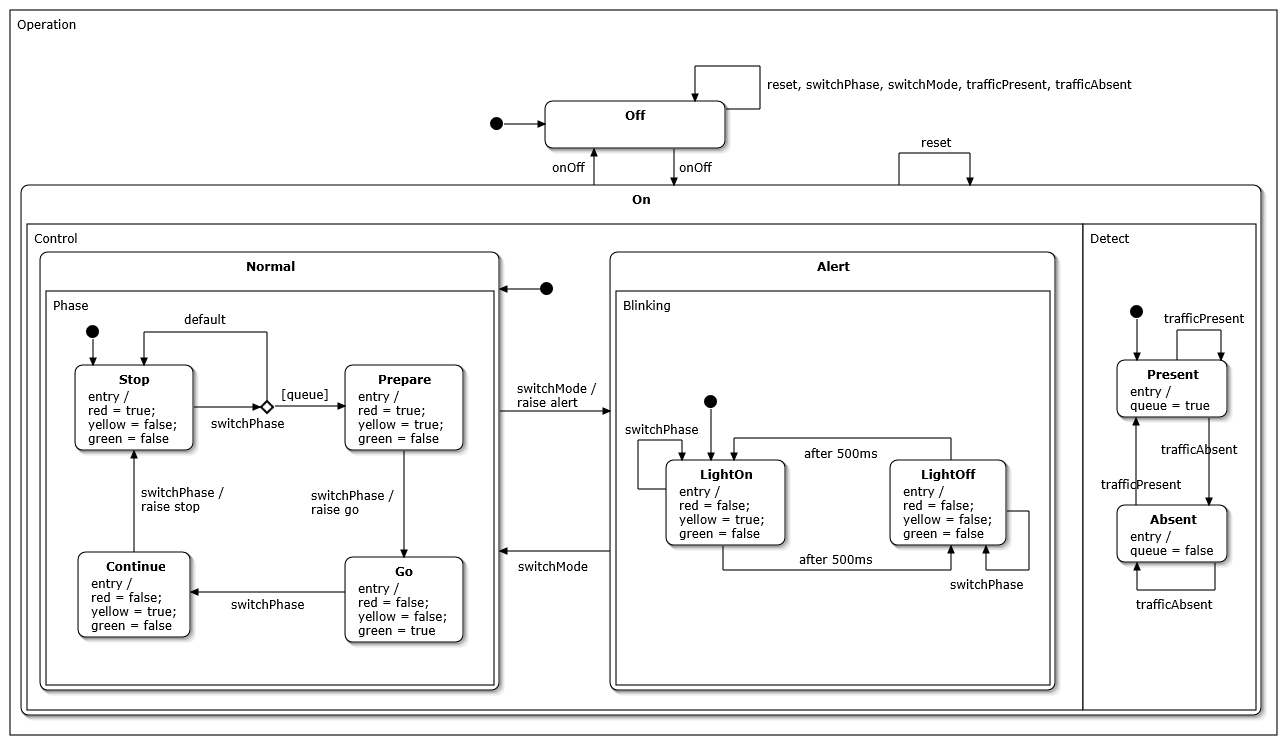 Operation
reset, switchPhase, switchMode, trafficPresent, trafficAbsent
Off
onOff
onOff
reset
On
Control
Normal
Phase
default
Stop
entry /
red = true;
yellow = false;
green = false
switchPhase
[queue]
Prepare
entry /
red = true;
yellow = true;
green = false
switchPhase /
raise stop
switchPhase /
raise go
Continue
entry /
red = false;
yellow = true;
green = false
switchPhase
Go
entry /
red = false;
yellow = false;
green = true
switchMode /
raise alert
switchMode
Alert
Blinking
switchPhase
LightOn
entry /
red = false;
yellow = true;
green = false
after 500ms
after 500ms
LightOff
entry /
red = false;
yellow = false;
green = false
switchPhase
Detect
trafficPresent
Present
entry /
queue = true
trafficAbsent
trafficPresent
Absent
entry /
queue = false
trafficAbsent